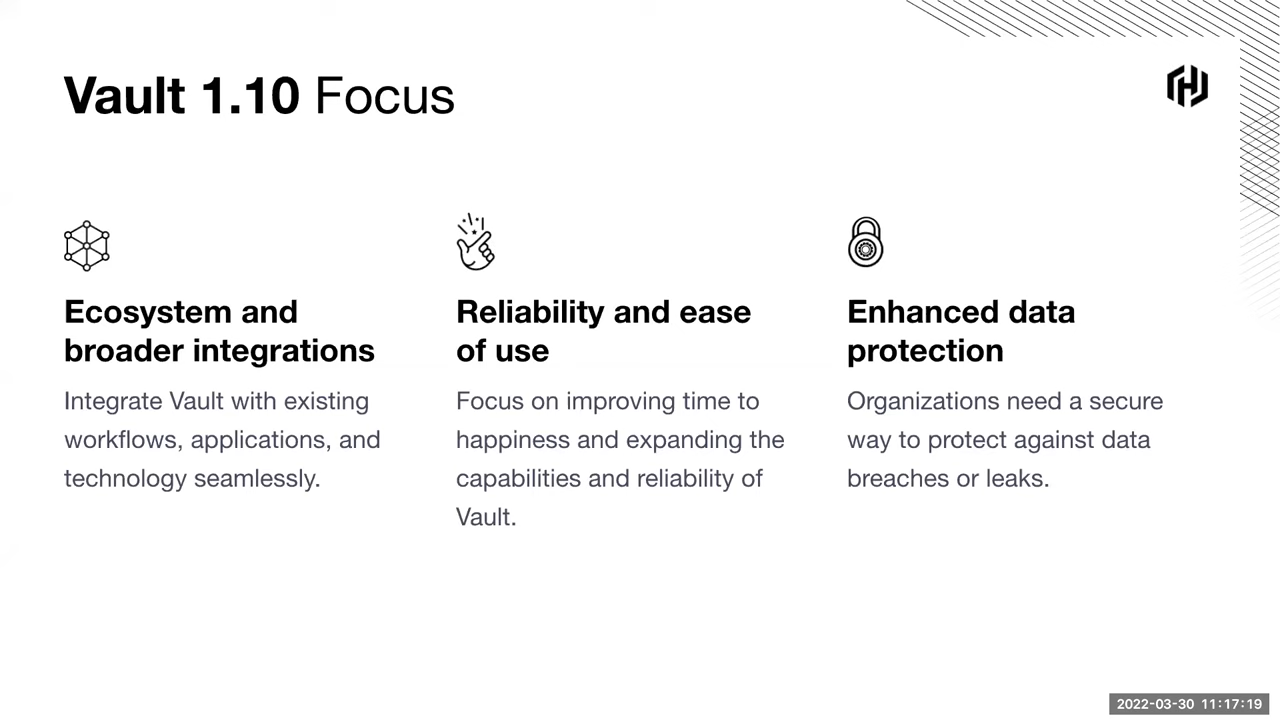 Vault 1.10 Focus
Ecosystem and
broader integrations
Integrate Vault with existing
workflows, applications, and
technology seamlessly.
Reliability and ease
of use
Focus on improving time to
happiness and expanding the
capabilities and reliability of
Vault.
Enhanced data
protection
Organizations need a secure
way to protect against data
breaches or leaks.
2022-03-30 11:17:19